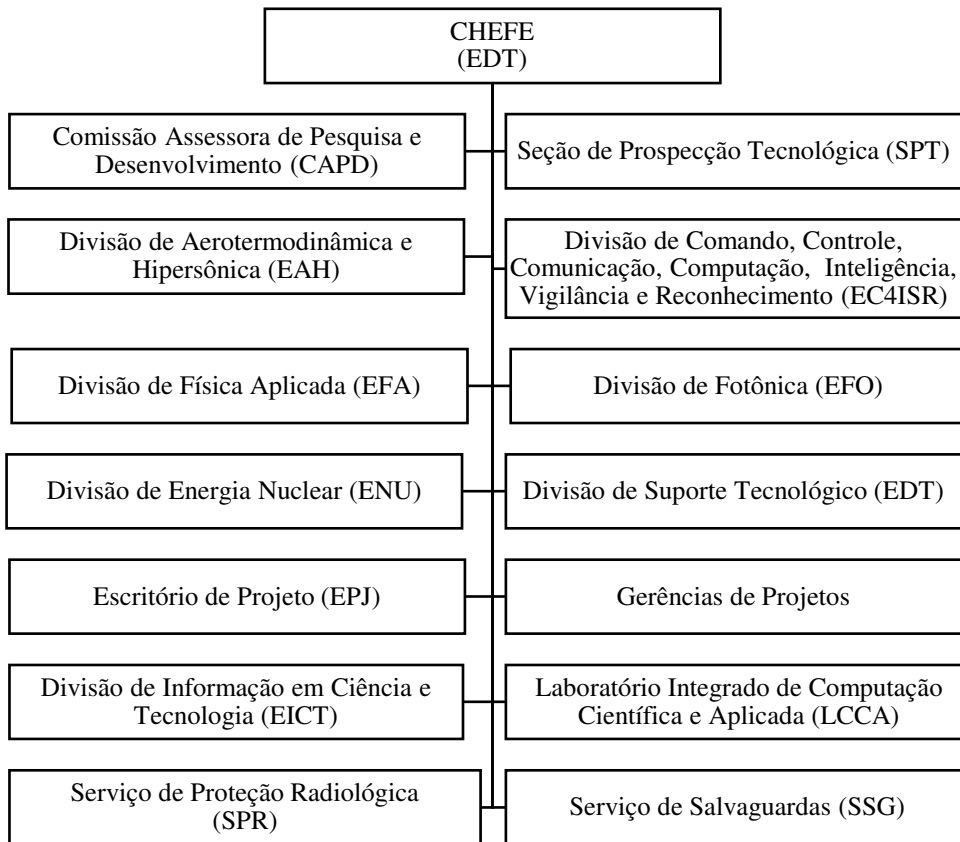 CHEFE
(EDT)
Comissão Assessora de Pesquisa e
Desenvolvimento (CAPD)
Seção de Prospecção Tecnológica (SPT)
Divisão de Aerotermodinâmica e
Hipersônica (EAH)
Divisão de Comando, Controle,
Comunicação, Computação, Inteligência,
Vigilância e Reconhecimento (EC4ISR)
Divisão de Física Aplicada (EFA)
Divisão de Fotônica (EFO)
Divisão de Energia Nuclear (ENU)
Divisão de Suporte Tecnológico (EDT)
Escritório de Projeto (EPJ)
Gerências de Projetos
Divisão de Informação em Ciência e
Tecnologia (EICT)
Laboratório Integrado de Computação
Científica e Aplicada (LCCA)
Serviço de Proteção Radiológica
(SPR)
Serviço de Salvaguardas (SSG)